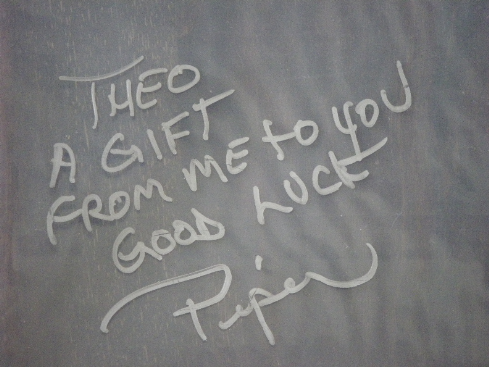 THEO
A GIFT
FROM ME TO YOU
GOOD LUCK
Piper